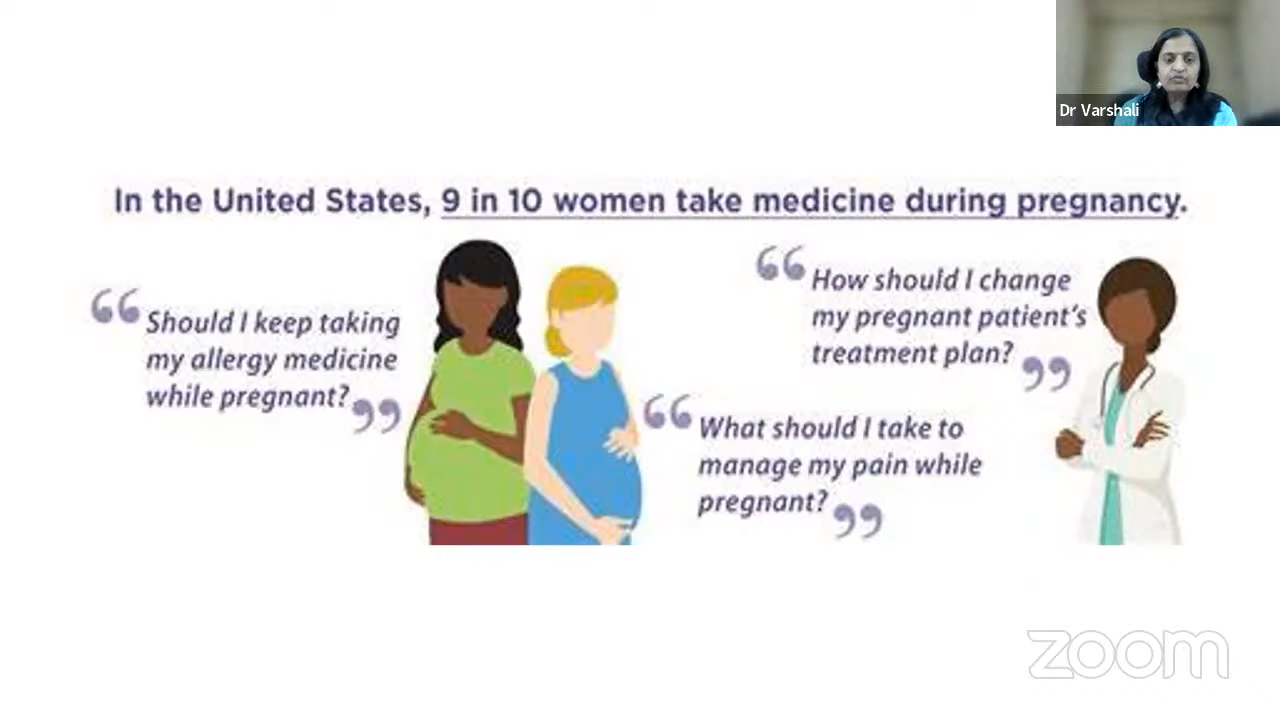 Dr Varshali
In the United States, 9 in 10 women take medicine during pregnancy.
“Should I keep taking
my allergy medicine
while pregnant?”
“How should I change
my pregnant patient's
treatment plan?”
“What should I take to
manage my pain while
pregnant?”
zoom